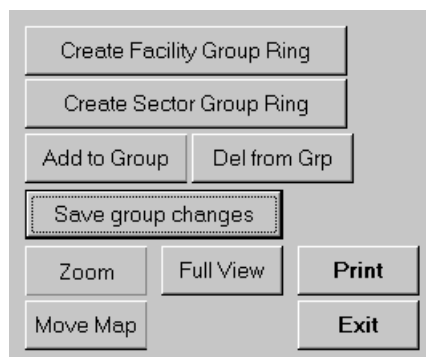 Create Facility Group Ring
Create Sector Group Ring
Add to Group Del from Grp
Save group changes
Zoom Full View Print
Move Map Exit